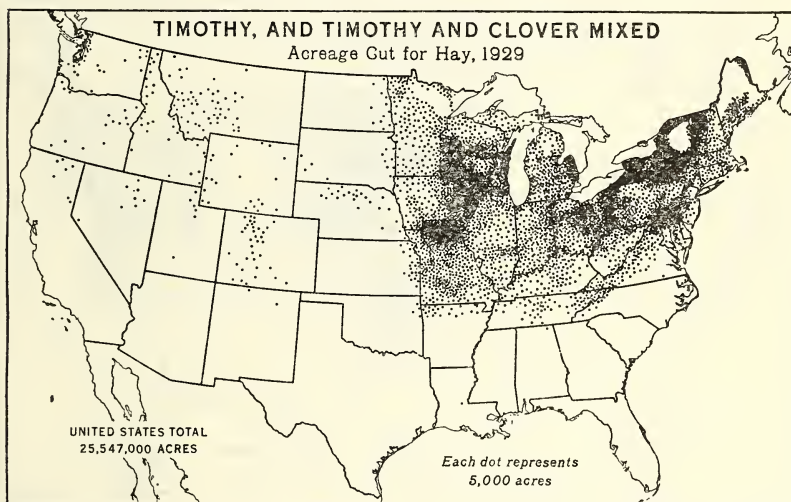 TIMOTHY, AND TIMOTHY AND CLOVER MIXED
Acreage Cut for Hay, 1929
UNITED STATES TOTAL
25,547,000 ACRES
Each dot represents
5,000 acres